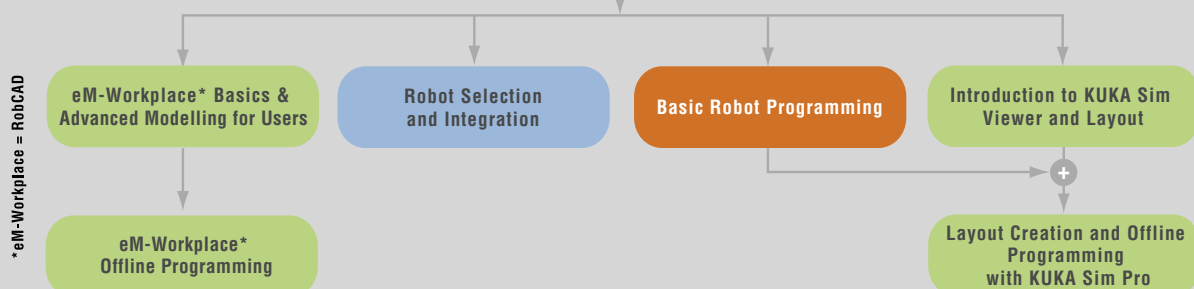 *eM-Workplace = RobCAD
eM-Workplace* Basics &
Advanced Modelling for Users
Robot Selection
and Integration
Basic Robot Programming
Introduction to KUKA Sim
Viewer and Layout
+
eM-Workplace*
Offline Programming
Layout Creation and Offline
Programming
with KUKA Sim Pro